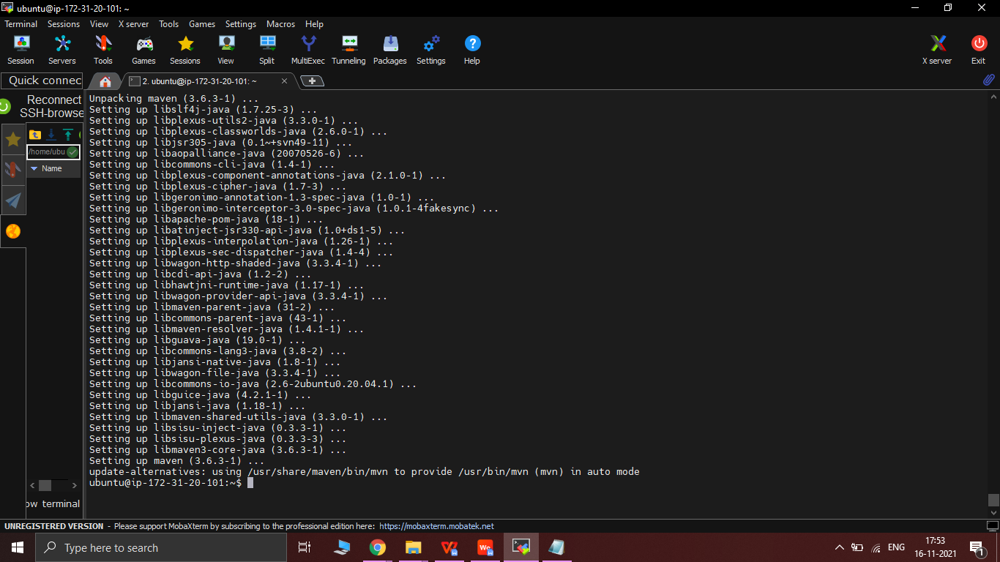 ubuntu@ip-172-31-20-101: ~
Terminal Sessions View X server Tools Games Settings Macros Help
Session Servers Tools Games Sessions View Split MultiExec Tunneling Packages Settings Help X server Exit
Quick connec
2. ubuntu@ip-172-31-20-101: ~
Reconnect
SSH-browse
/home/ubu
Name
Unpacking maven (3.6.3-1) ...
Setting up libslf4j-java (1.7.25-3) ...
Setting up libplexus-utils2-java (3.3.0-1) ...
Setting up libplexus-classworlds-java (2.6.0-1) ...
Setting up libjsr305-java (0.1~+svn49-11) ...
Setting up libaopalliance-java (20070526-6) ...
Setting up libcommons-cli-java (1.4-1) ...
Setting up libplexus-component-annotations-java (2.1.0-1) ...
Setting up libplexus-cipher-java (1.7-3) ...
Setting up libgeronimo-annotation-1.3-spec-java (1.0-1) ...
Setting up libgeronimo-interceptor-3.0-spec-java (1.0.1-4fakesync) ...
Setting up libapache-pom-java (18-1) ...
Setting up libatinject-jsr330-api-java (1.0+ds1-5) ...
Setting up libplexus-interpolation-java (1.26-1) ...
Setting up libplexus-sec-dispatcher-java (1.4-4) ...
Setting up libwagon-http-shaded-java (3.3.4-1) ...
Setting up libcdi-api-java (1.2-2) ...
Setting up libhawtjni-runtime-java (1.17-1) ...
Setting up libwagon-provider-api-java (3.3.4-1) ...
Setting up libmaven-parent-java (31-2) ...
Setting up libcommons-parent-java (43-1) ...
Setting up libmaven-resolver-java (1.4.1-1) ...
Setting up libguava-java (19.0-1) ...
Setting up libcommons-lang3-java (3.8-2) ...
Setting up libjansi-native-java (1.8-1) ...
Setting up libwagon-file-java (3.3.4-1) ...
Setting up libcommons-io-java (2.6-2ubuntu0.20.04.1) ...
Setting up libguice-java (4.2.1-1) ...
Setting up libjansi-java (1.18-1) ...
Setting up libmaven-shared-utils-java (3.3.0-1) ...
Setting up libsisu-inject-java (0.3.3-1) ...
Setting up libsisu-plexus-java (0.3.3-3) ...
Setting up libmaven3-core-java (3.6.3-1) ...
Setting up maven (3.6.3-1) ...
update-alternatives: using /usr/share/maven/bin/mvn to provide /usr/bin/mvn (mvn) in auto mode
ubuntu@ip-172-31-20-101:~$
ow terminal
UNREGISTERED VERSION - Please support MobaXterm by subscribing to the professional edition here: https://mobaxterm.mobatek.net
Type here to search
ENG
17:53
16-11-2021
1